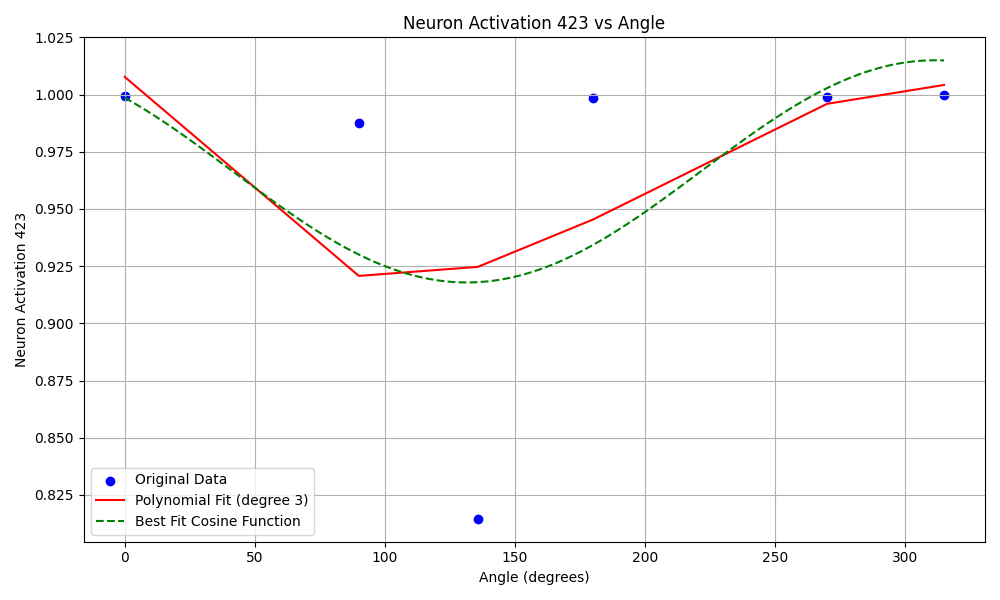 Neuron Activation 423 vs Angle
Neuron Activation 423
1.025
1.000
0.975
0.950
0.925
0.900
0.875
0.850
0.825
Original Data
Polynomial Fit (degree 3)
Best Fit Cosine Function
0 50 100 150 200 250 300
Angle (degrees)